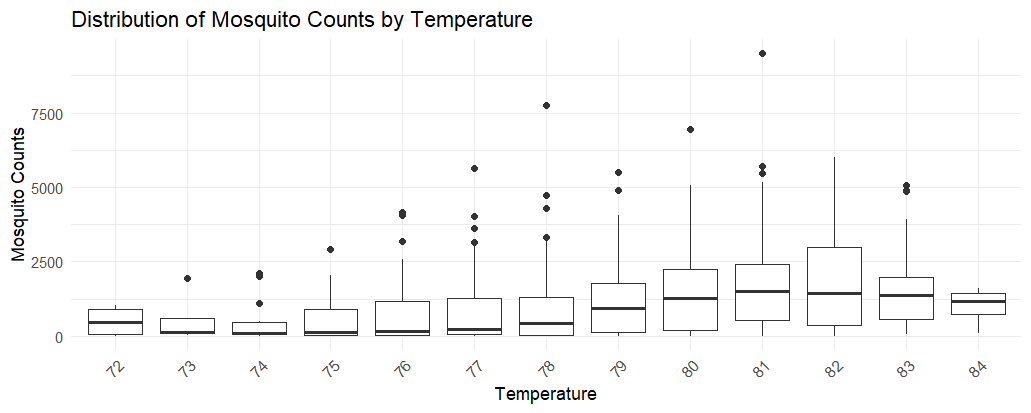 Distribution of Mosquito Counts by Temperature
Mosquito Counts
7500
5000
2500
0
72 73 74 75 76 77 78 79 80 81 82 83 84
Temperature